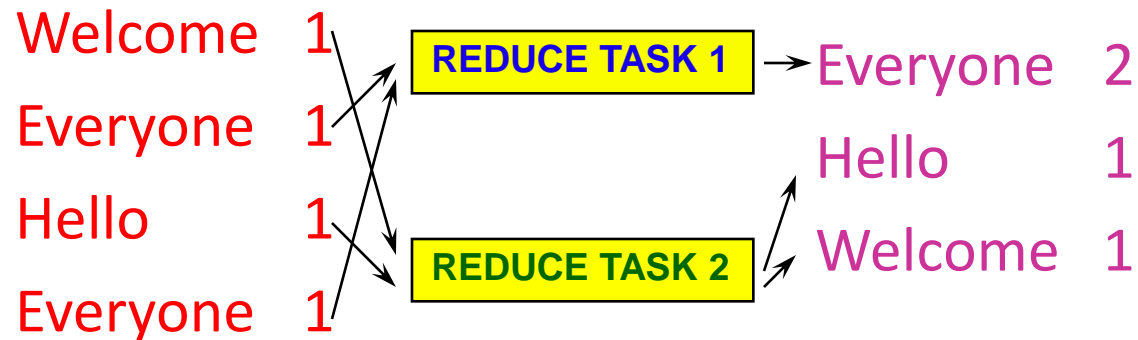 Welcome 1
Everyone 1
Hello 1
Everyone 1
REDUCE TASK 1
REDUCE TASK 2
Everyone 2
Hello 1
Welcome 1